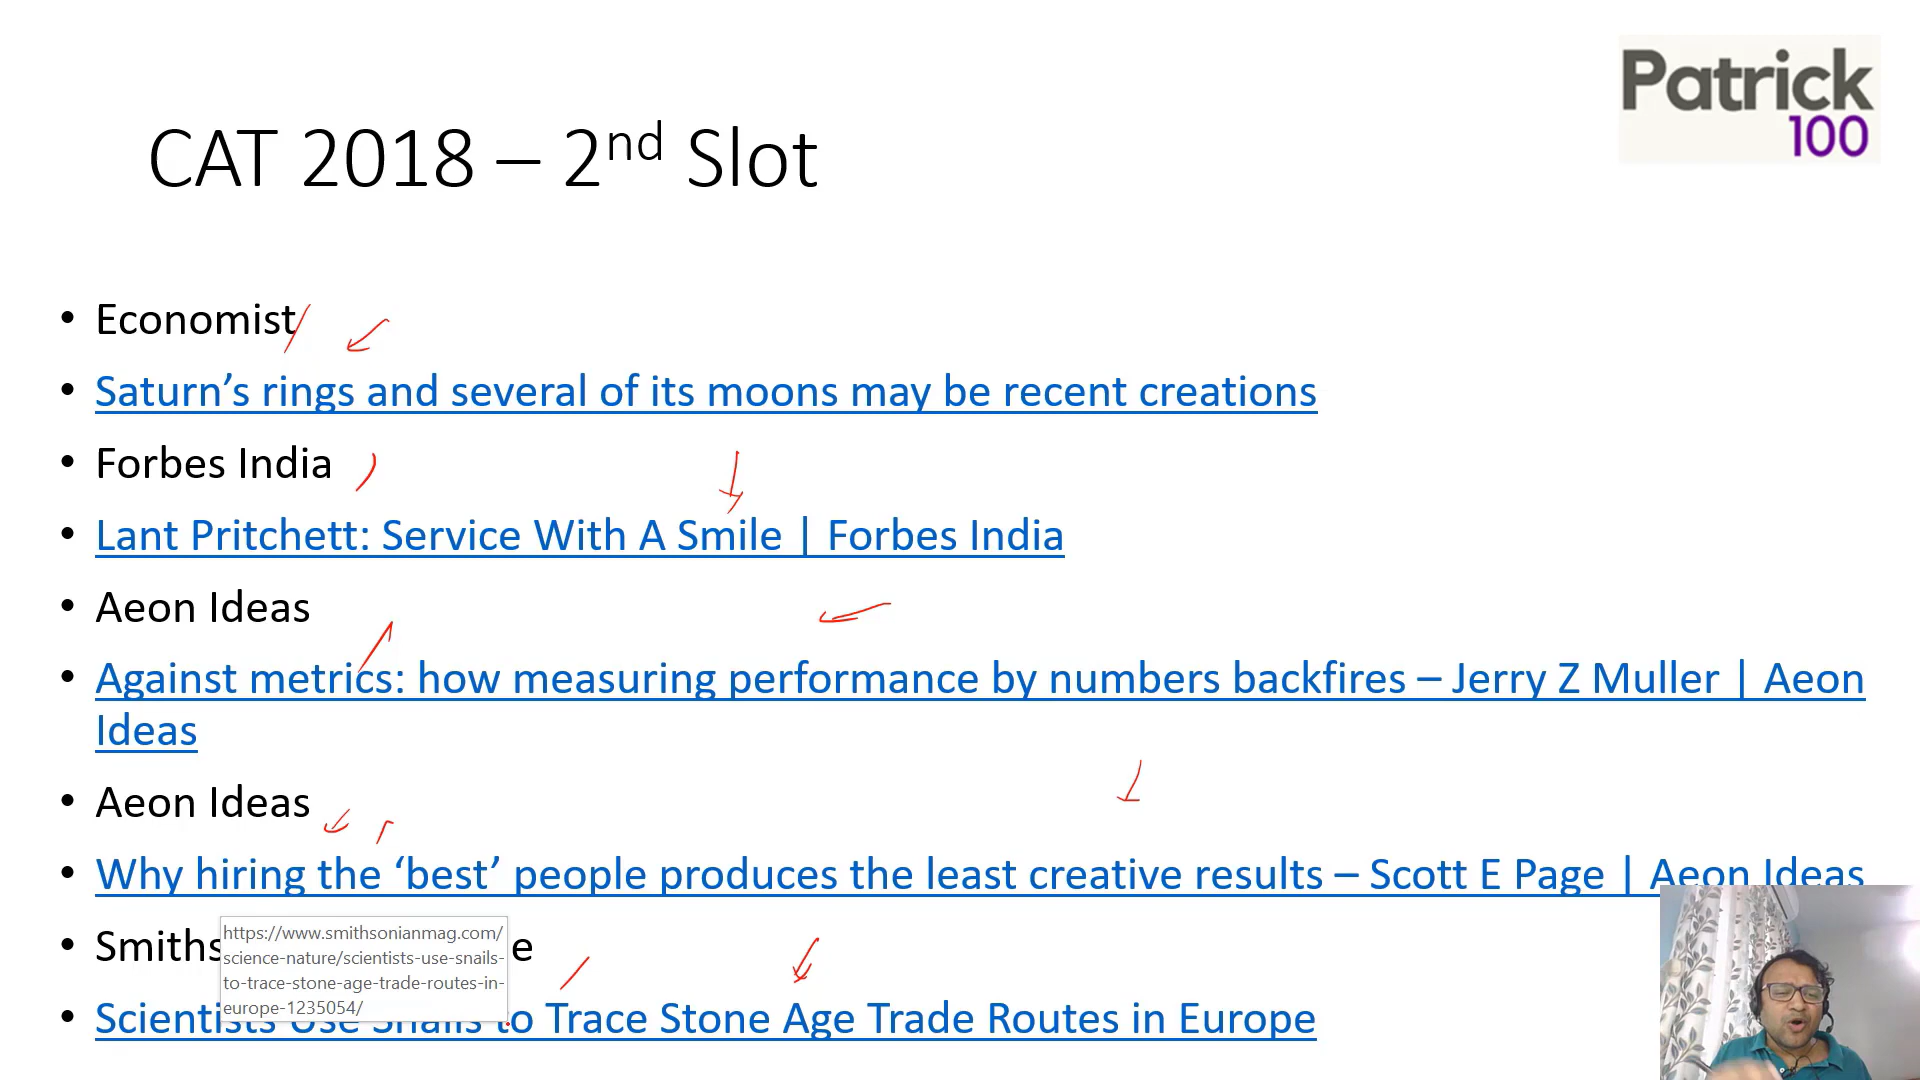 Patrick
100
CAT 2018 – 2nd Slot
• Economist
• Saturn’s rings and several of its moons may be recent creations
• Forbes India
• Lant Pritchett: Service With A Smile | Forbes India
• Aeon Ideas
• Against metrics: how measuring performance by numbers backfires – Jerry Z Muller | Aeon
Ideas
• Aeon Ideas
• Why hiring the ‘best’ people produces the least creative results – Scott E Page | Aeon Ideas
https://www.smithsonianmag.com/
science-nature/scientists-use-snails-
to-trace-stone-age-trade-routes-in-
europe-1235054/
• Scientists Use Snails to Trace Stone Age Trade Routes in Europe